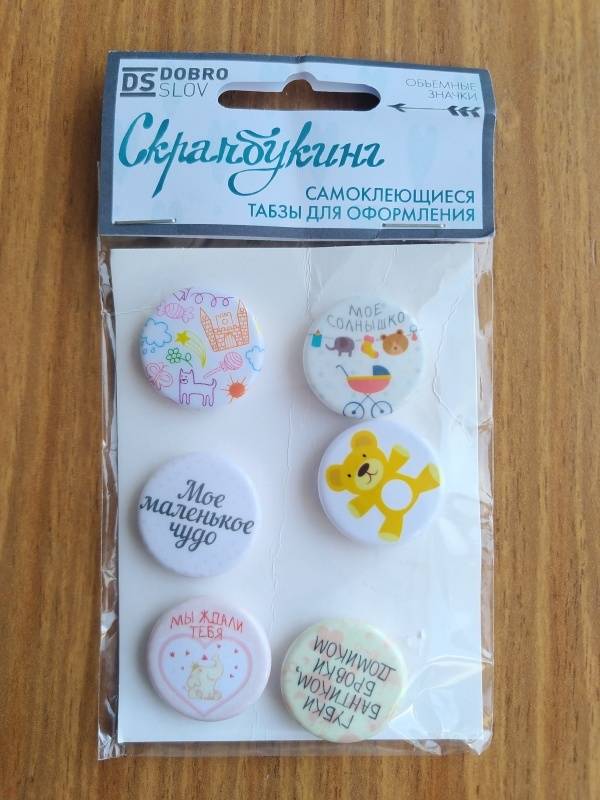 DS DOBRO
SLOV
ОБЪЕМНЫЕ
ЗНАЧКИ
Скрапбукинг
САМОКЛЕЮЩИЕСЯ
ТАБЗЫ ДЛЯ ОФОРМЛЕНИЯ
МОЕ
СОЛНЫШКО
Мое
маленькое
чудо
МЫ ЖДАЛИ
ТЕБЯ
ГУБКИ
БАНТИКОМ,
БРОВКИ
ДОМИКОМ